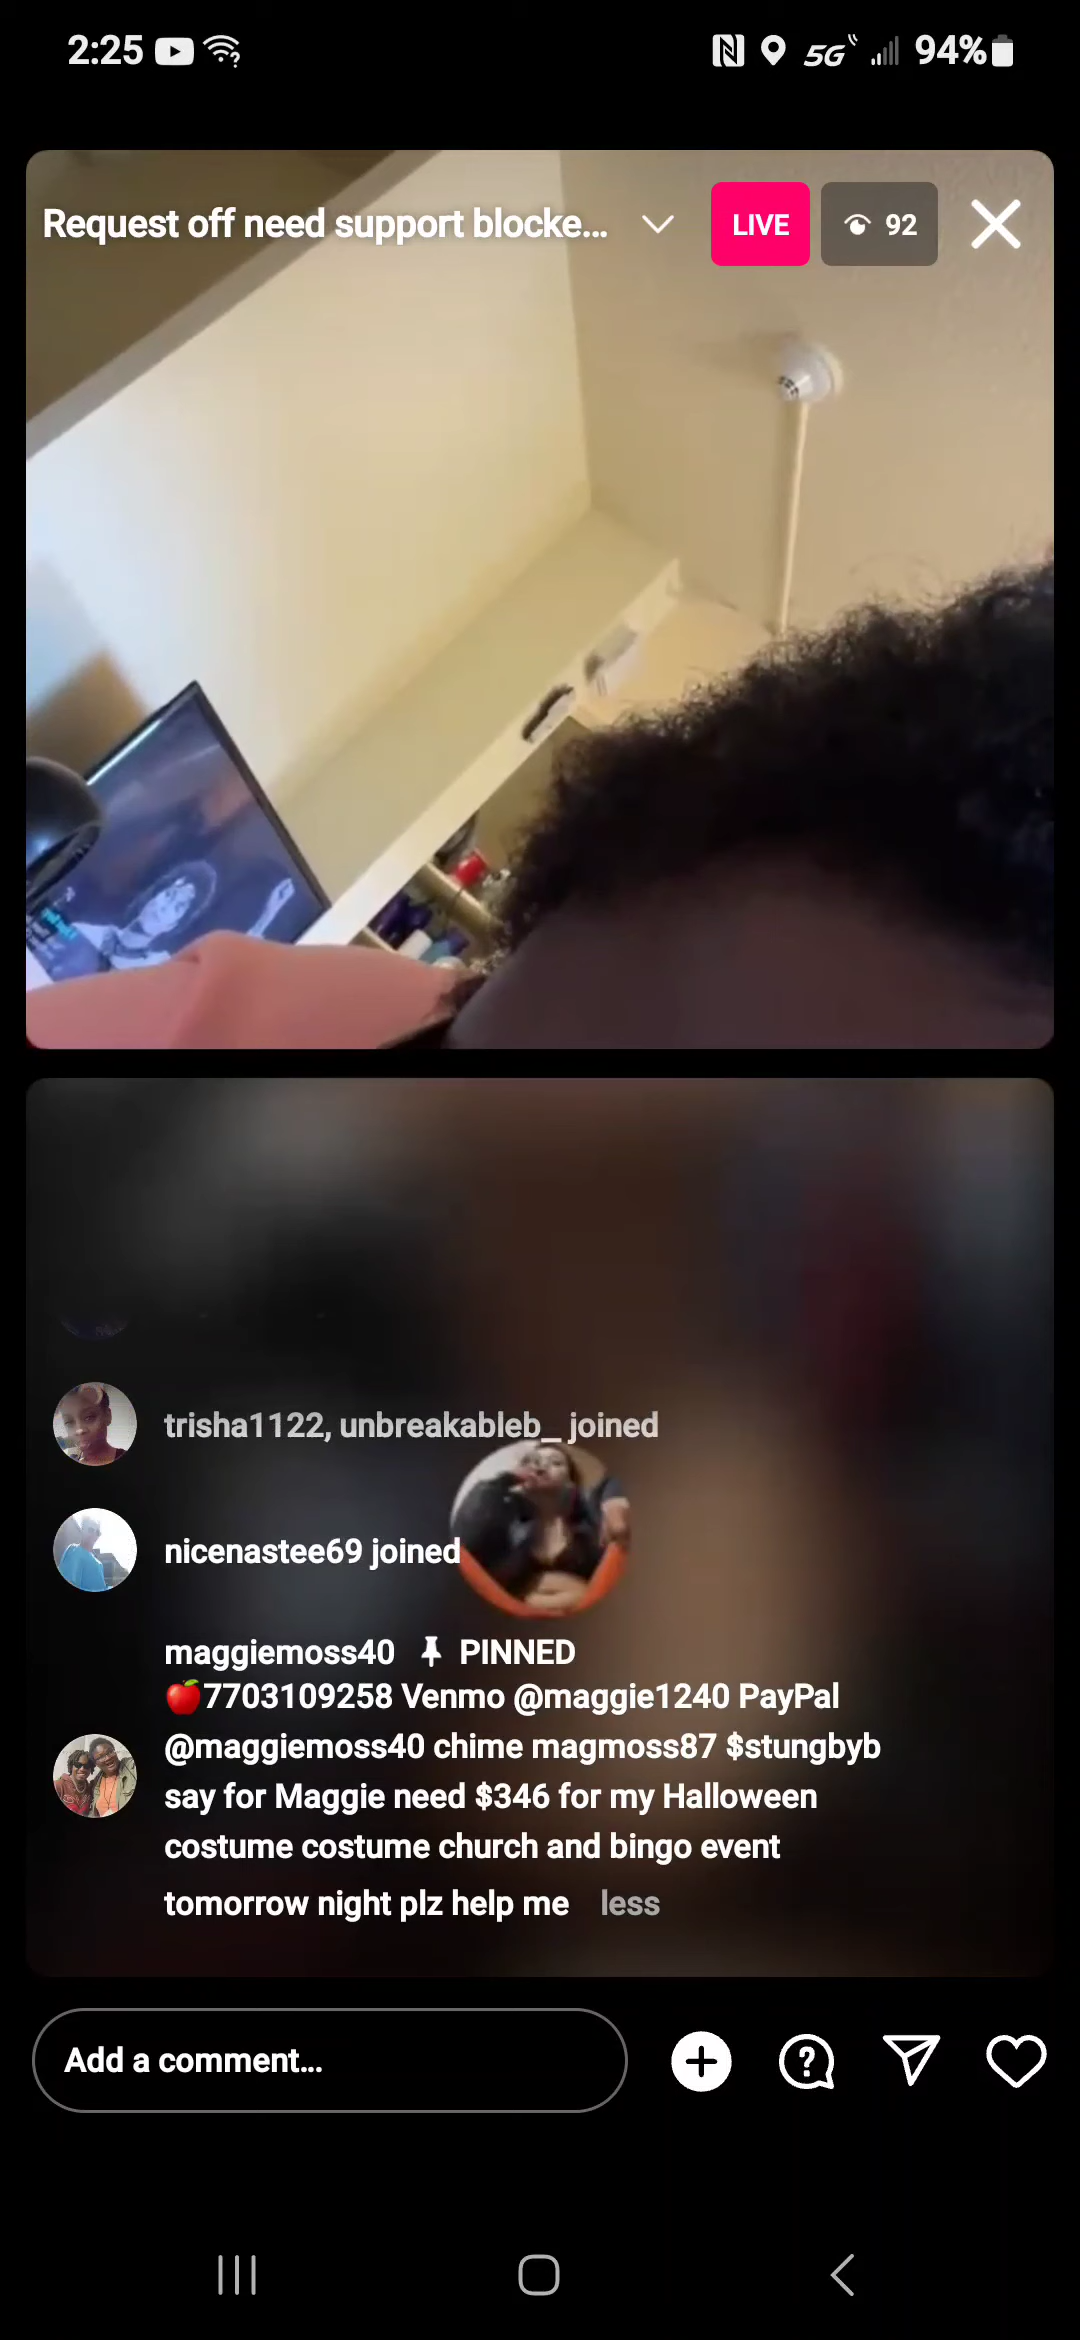 2:25
5G 94%
Request off need support blocke... LIVE 92
trisha1122, unbreakableb_ joined
nicenastee69 joined
maggiemoss40 PINNED
🍎7703109258 Venmo @maggie1240 PayPal
@maggiemoss40 chime magmoss87 $stungbyb
say for Maggie need $346 for my Halloween
costume costume church and bingo event
tomorrow night plz help me less
Add a comment...